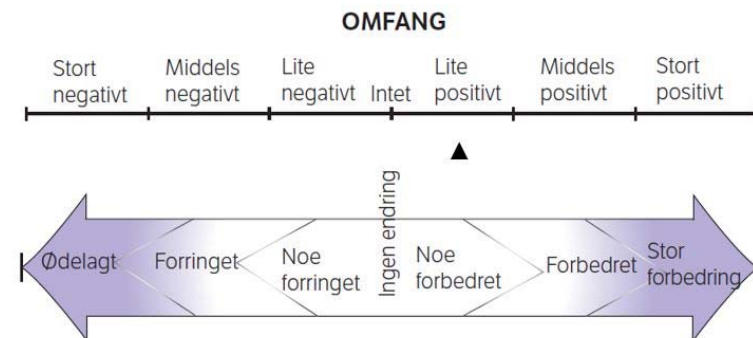 OMFANG
Stort negativt
Middels negativt
Lite negativt
Intet
Lite positivt
Middels positivt
Stort positivt
Ødelagt
Forringet
Noe forringet
Ingen endring
Noe forbedret
Forbedret
Stor forbedring